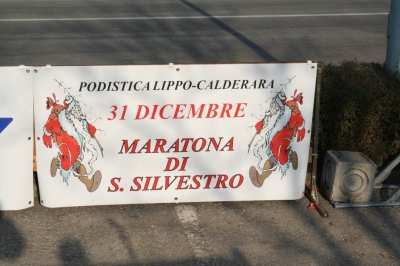 PODISTICA LIPPO-CALDERARA
31 DICEMBRE
MARATONA
DI
S. SILVESTRO